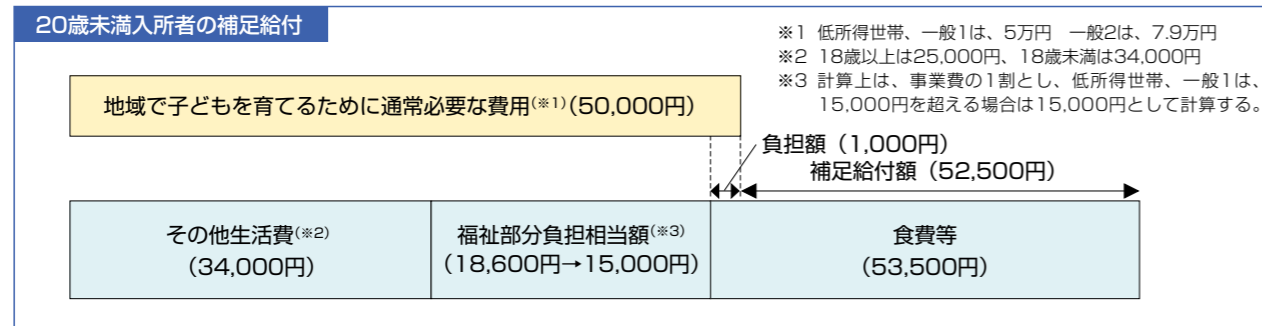 20歳未満入所者の補足給付
※1 低所得世帯、一般1は、5万円 一般2は、7.9万円
※2 18歳以上は25,000円、18歳未満は34,000円
※3 計算上は、事業費の1割とし、低所得世帯、一般1は、
15,000円を超える場合は15,000円として計算する。
地域で子どもを育てるために通常必要な費用(※1)(50,000円)
負担額（1,000円）
補足給付額（52,500円）
その他生活費(※2)
(34,000円)
福祉部分負担相当額(※3)
(18,600円→15,000円)
食費等
(53,500円)